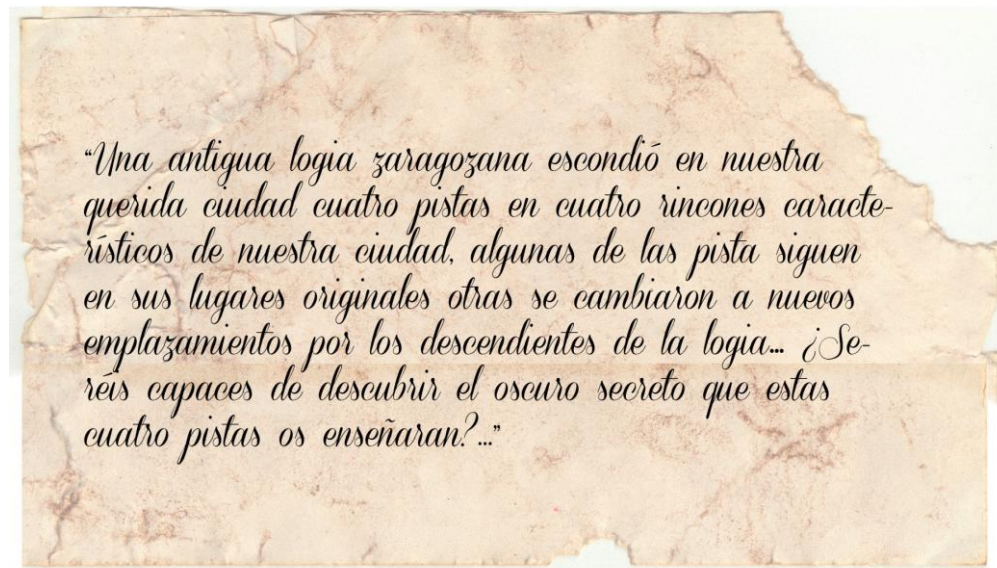 “Una antigua logia zaragozana escondió en nuestra
querida ciudad cuatro pistas en cuatro rincones caracte-
rísticos de nuestra ciudad, algunas de las pista siguen
en sus lugares originales otras se cambiaron a nuevos
emplazamientos por los descendientes de la logia... ¿Se-
réis capaces de descubrir el oscuro secreto que estas
cuatro pistas os enseñaran?...”